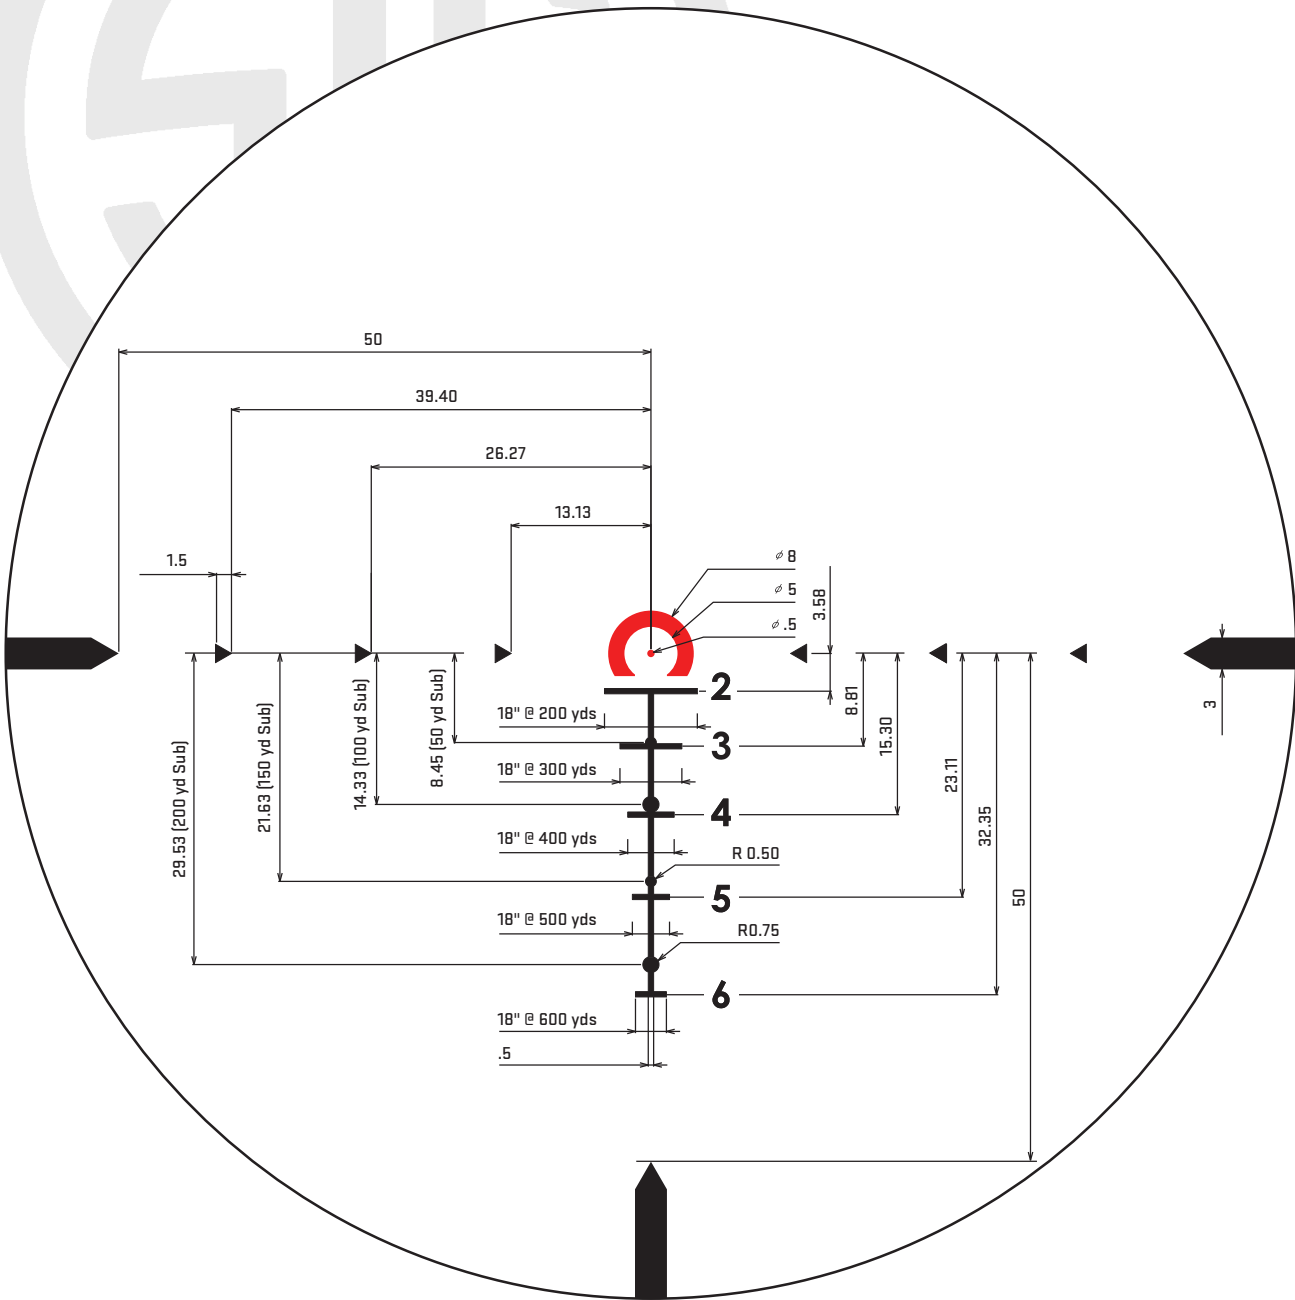 50
39.40
26.27
13.13
1.5
⌀ 8
⌀ 5
⌀ .5
3.58
2
8.81
3
18" @ 200 yds
3
15.30
18" @ 300 yds
4
23.11
18" @ 400 yds
32.35
R 0.50
5
50
18" @ 500 yds
R0.75
6
18" @ 600 yds
.5
29.53 (200 yd Sub)
21.63 (150 yd Sub)
14.33 (100 yd Sub)
8.45 (50 yd Sub)